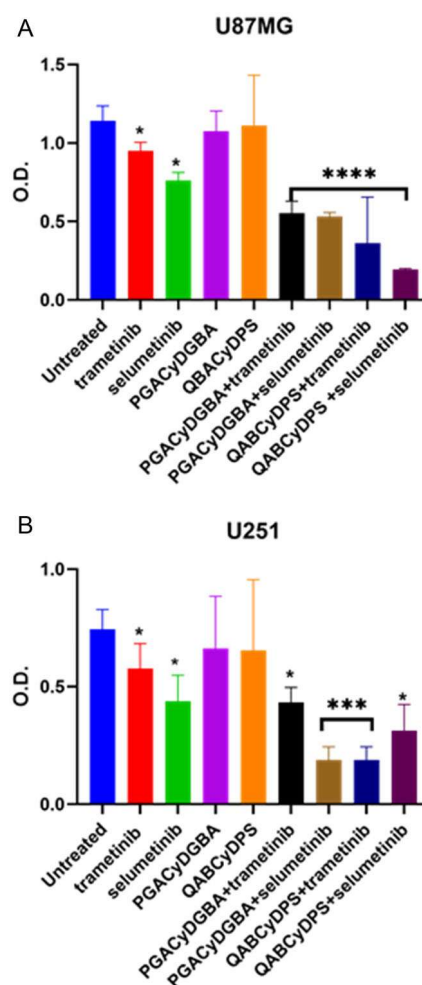 A
U87MG
1.5
1.0
0.5
0.0
O.D.
*
*
****
Untreated
trametinib
selumetinib
PGACyDGBA
QBACyDPS
PGACyDGBA+trametinib
PGACyDGBA+selumetinib
QABCyDPS+trametinib
QABCyDPS +selumetinib
B
U251
1.0
0.5
0.0
O.D.
*
*
*
***
*
Untreated
trametinib
selumetinib
PGACyDGBA
QABCyDPS
PGACyDGBA+trametinib
PGACyDGBA+selumetinib
QABCyDPS+trametinib
QABCyDPS+selumetinib